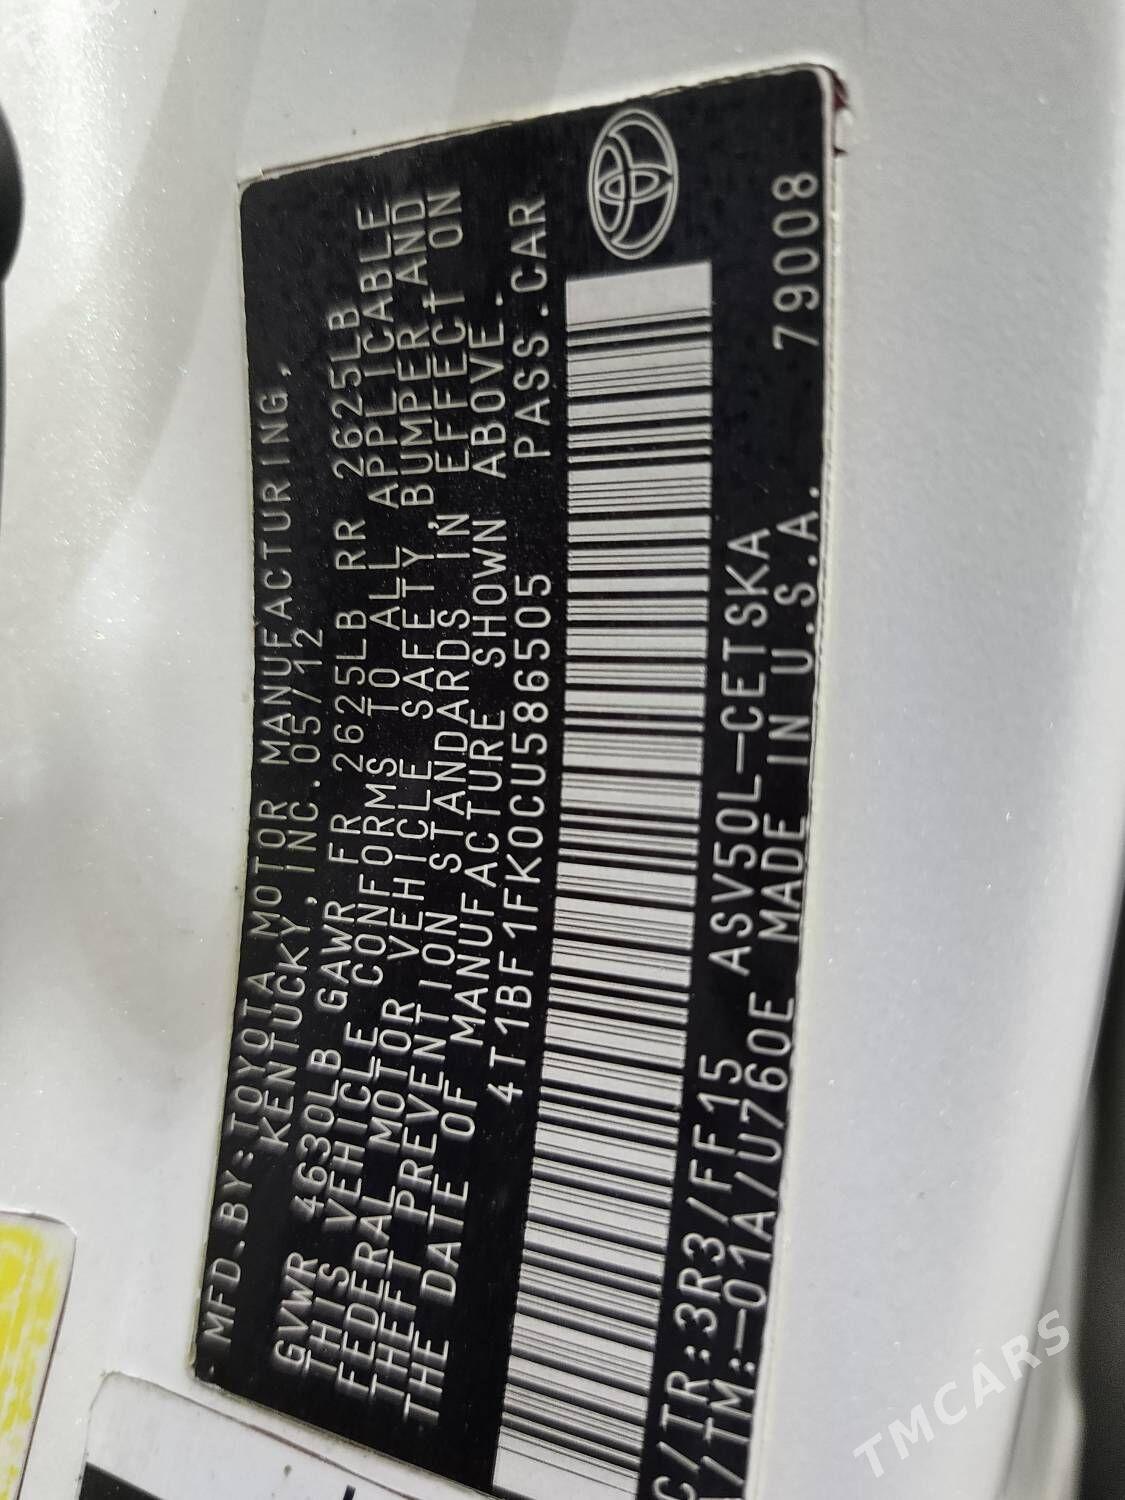 MFD.BY:TOYOTA MOTOR MANUFACTURING,
KENTUCKY,INC.05/12
GVWR 4630LB GAWR FR 2625LB RR 2625LB
THIS VEHICLE CONFORMS TO ALL APPLICABLE
FEDERAL MOTOR VEHICLE SAFETY,BUMPER,AND
THEFT PREVENTION STANDARDS IN EFFECT ON
THE DATE OF MANUFACTURE SHOWN ABOVE.
4T1BF1FK0CU586505 PASS.CAR
C/TR:3R3/FF15 ASV50L-CETSKA
/TM:-01A/U760E MADE IN U.S.A. 79008
TMCARS